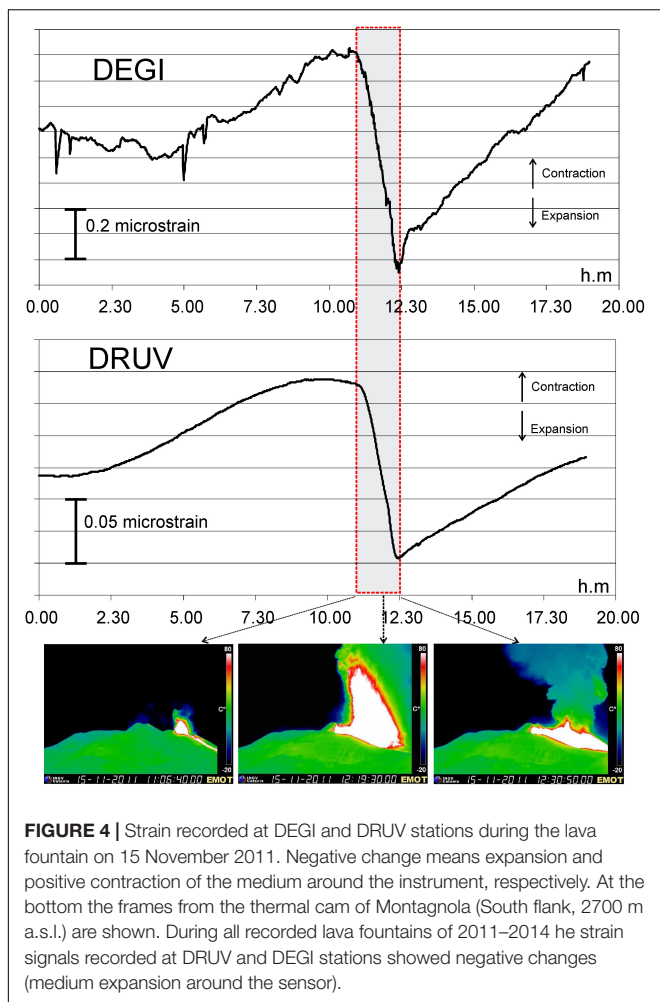 DEGI
Contraction
Expansion
0.2 microstrain
h.m
0.00 2.30 5.00 7.30 10.00 12.30 15.00 17.30 20.00
DRUV
Contraction
Expansion
0.05 microstrain
h.m
0.00 2.30 5.00 7.30 10.00 12.30 15.00 17.30 20.00
80
C°
-20
15-11-2011 11:06:40.00 EMOT
80
C°
-20
15-11-2011 12:19:30.00 EMOT
80
C°
-20
15-11-2011 12:30:50.00 EMOT
FIGURE 4 | Strain recorded at DEGI and DRUV stations during the lava
fountain on 15 November 2011. Negative change means expansion and
positive contraction of the medium around the instrument, respectively. At the
bottom the frames from the thermal cam of Montagnola (South flank, 2700 m
a.s.l.) are shown. During all recorded lava fountains of 2011–2014 he strain
signals recorded at DRUV and DEGI stations showed negative changes
(medium expansion around the sensor).